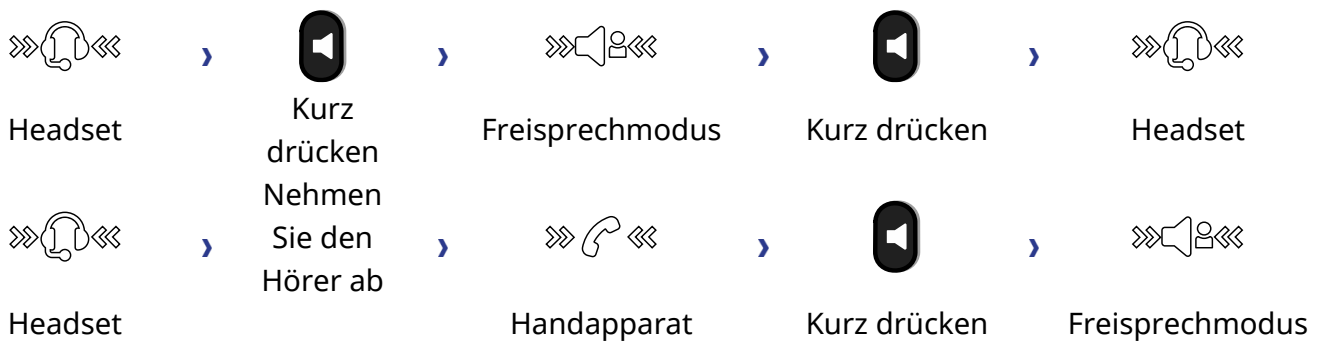 Headset
Kurz
drücken
Freisprechmodus
Kurz drücken
Headset
Nehmen
Sie den
Hörer ab
Headset
Handapparat
Kurz drücken
Freisprechmodus